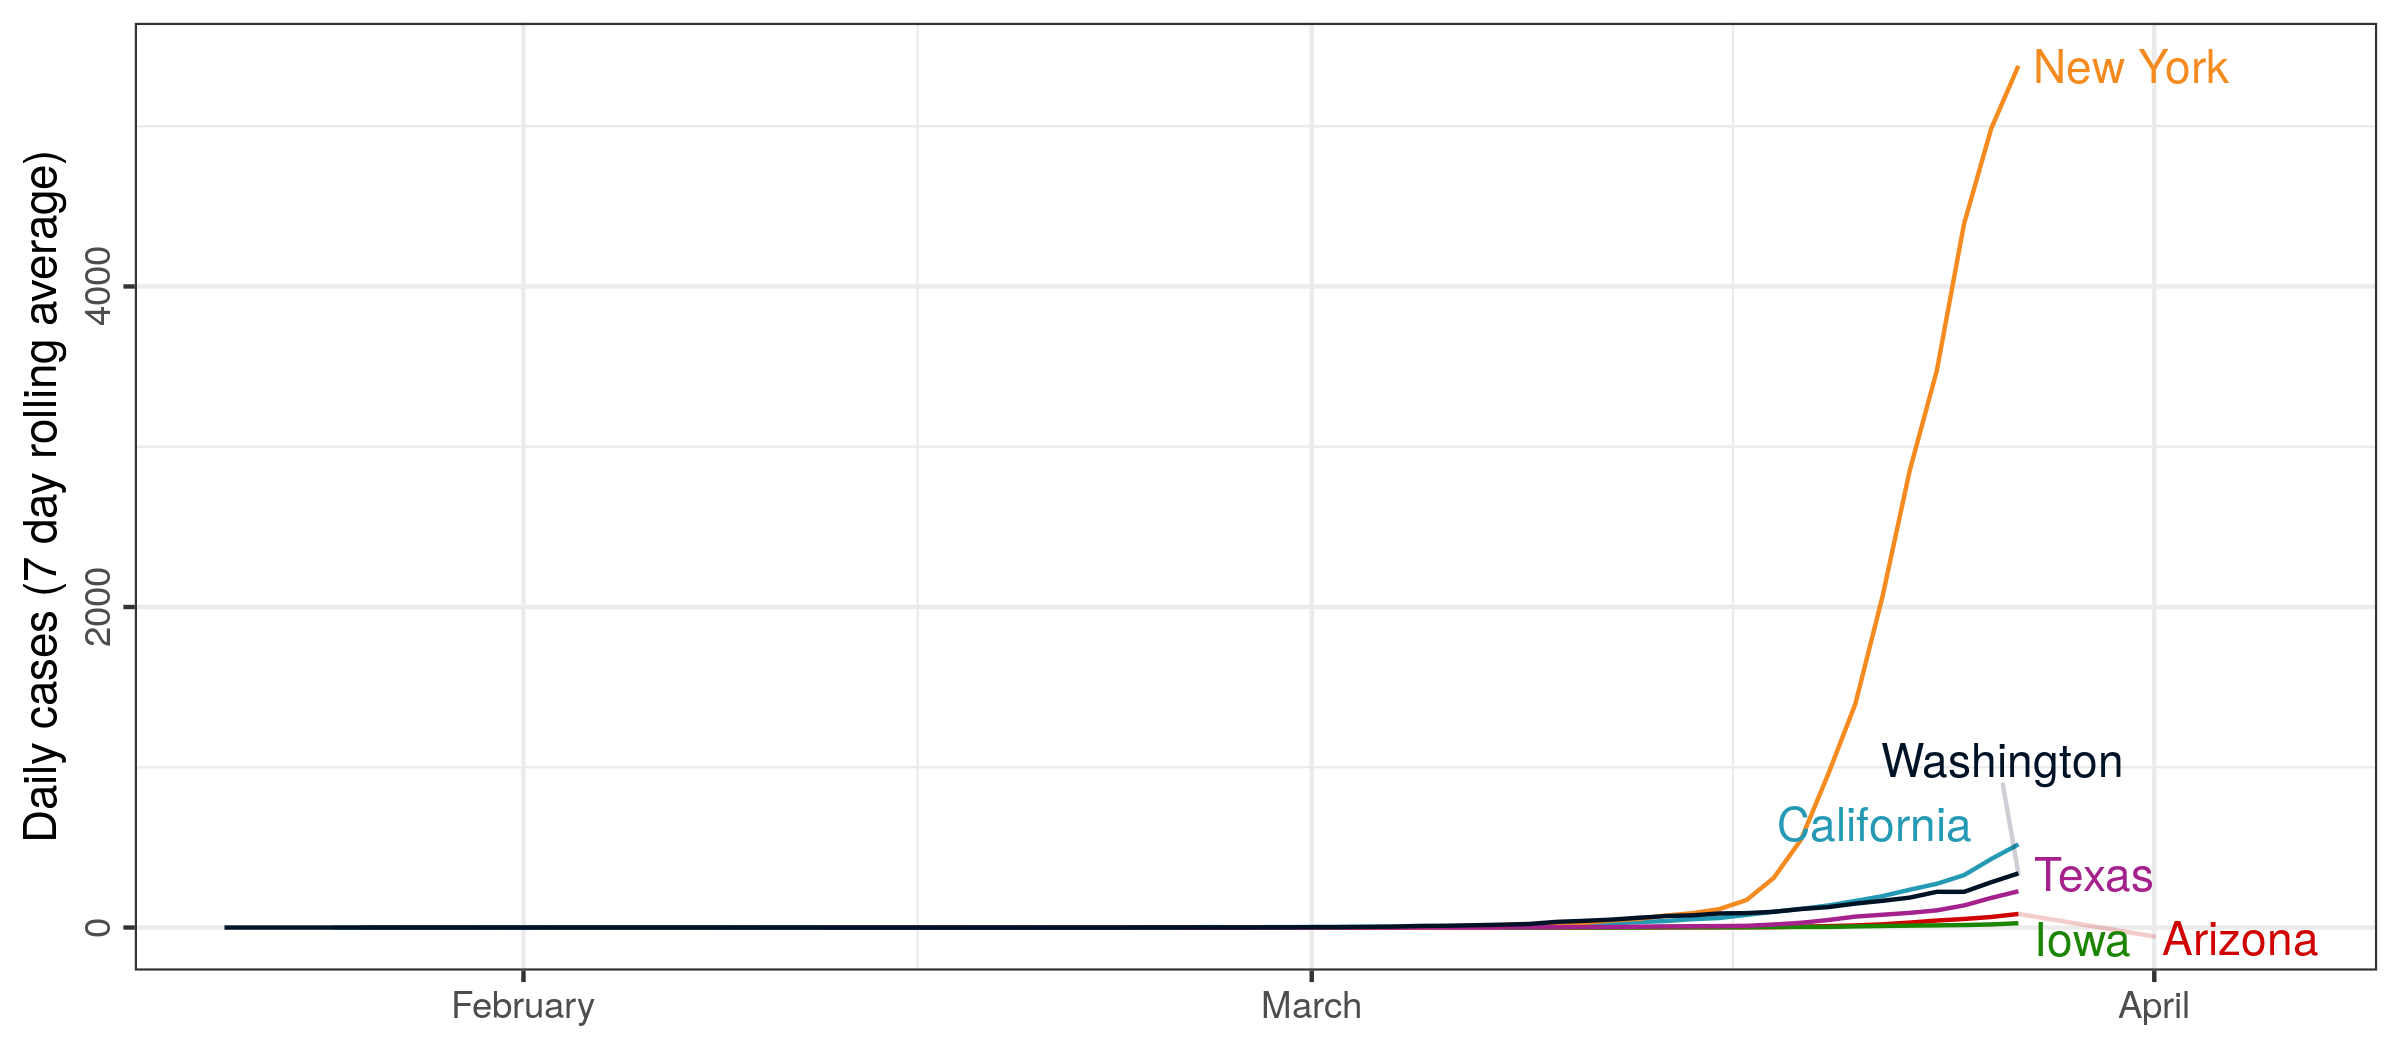 Daily cases (7 day rolling average)
4000
2000
0
New York
Washington
California
Texas
Iowa
Arizona
February
March
April